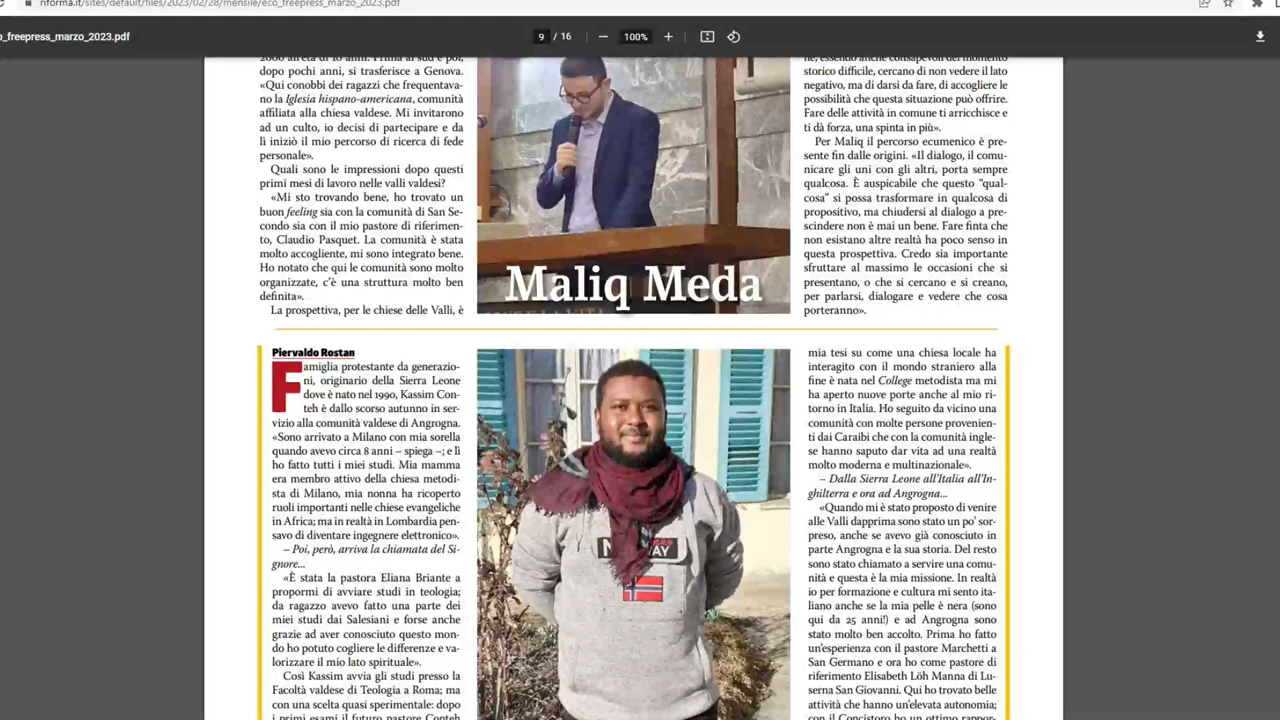 riforma.it/sites/default/files/2023/02/28/mensile/eco_freepress_marzo_2023.pdf
o_freepress_marzo_2023.pdf
9 / 16
100%
2000 all'età di 10 anni. Prima al sud e poi,
dopo pochi anni, si trasferisce a Genova.
«Qui conobbi dei ragazzi che frequentava-
no la Iglesia hispano-americana, comunità
affiliata alla chiesa valdese. Mi invitarono
ad un culto, io decisi di partecipare e da
lì iniziò il mio percorso di ricerca di fede
personale».
Quali sono le impressioni dopo questi
primi mesi di lavoro nelle valli valdesi?
«Mi sto trovando bene, ho trovato un
buon feeling sia con la comunità di San Se-
condo sia con il mio pastore di riferimen-
to, Claudio Pasquet. La comunità è stata
molto accogliente, mi sono integrato bene.
Ho notato che qui le comunità sono molto
organizzate, c'è una struttura molto ben
definita».
La prospettiva, per le chiese delle Valli, è
Maliq Meda
ne, essendo anche consapevoli del momento
storico difficile, cercano di non vedere il lato
negativo, ma di darsi da fare, di accogliere le
possibilità che questa situazione può offrire.
Fare delle attività in comune ti arricchisce e
ti dà forza, una spinta in più».
Per Maliq il percorso ecumenico è pre-
sente fin dalle origini. «Il dialogo, il comu-
nicare gli uni con gli altri, porta sempre
qualcosa. È auspicabile che questo “qual-
cosa” si possa trasformare in qualcosa di
propositivo, ma chiudersi al dialogo a pre-
scindere non è mai un bene. Fare finta che
non esistano altre realtà ha poco senso in
questa prospettiva. Credo sia importante
sfruttare al massimo le occasioni che si
presentano, o che si cercano e si creano,
per parlarsi, dialogare e vedere che cosa
porteranno».
Piervaldo Rostan
Famiglia protestante da generazio-
ni, originario della Sierra Leone
dove è nato nel 1990, Kassim Con-
teh è dallo scorso autunno in ser-
vizio alla comunità valdese di Angrogna.
«Sono arrivato a Milano con mia sorella
quando avevo circa 8 anni – spiega –; e lì
ho fatto tutti i miei studi. Mia mamma
era membro attivo della chiesa metodi-
sta di Milano, mia nonna ha ricoperto
ruoli importanti nelle chiese evangeliche
in Africa; ma in realtà in Lombardia pen-
savo di diventare ingegnere elettronico».
– Poi, però, arriva la chiamata del Si-
gnore...
«È stata la pastora Eliana Briante a
propormi di avviare studi in teologia;
da ragazzo avevo fatto una parte dei
miei studi dai Salesiani e forse anche
grazie ad aver conosciuto questo mon-
do ho potuto cogliere le differenze e va-
lorizzare il mio lato spirituale».
Così Kassim avvia gli studi presso la
Facoltà valdese di Teologia a Roma; ma
con una scelta quasi sperimentale: dopo
i primi esami il futuro pastore Conteh
mia tesi su come una chiesa locale ha
interagito con il mondo straniero alla
fine è nata nel College metodista ma mi
ha aperto nuove porte anche al mio ri-
torno in Italia. Ho seguito da vicino una
comunità con molte persone provenien-
ti dai Caraibi che con la comunità ingle-
se hanno saputo dar vita ad una realtà
molto moderna e multinazionale».
– Dalla Sierra Leone all'Italia all'In-
ghilterra e ora ad Angrogna...
«Quando mi è stato proposto di venire
alle Valli dapprima sono stato un po' sor-
preso, anche se avevo già conosciuto in
parte Angrogna e la sua storia. Del resto
sono stato chiamato a servire una comu-
nità e questa è la mia missione. In realtà
io per formazione e cultura mi sento ita-
liano anche se la mia pelle è nera (sono
qui da 25 anni!) e ad Angrogna sono
stato molto ben accolto. Prima ho fatto
un'esperienza con il pastore Marchetti a
San Germano e ora ho come pastore di
riferimento Elisabeth Löh Manna di Lu-
serna San Giovanni. Qui ho trovato belle
attività che hanno un'elevata autonomia;
con il Concistoro ho un ottimo rappor-